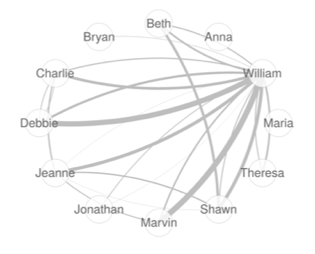 Beth
Bryan
Anna
Charlie
William
Debbie
Maria
Jeanne
Theresa
Jonathan
Shawn
Marvin